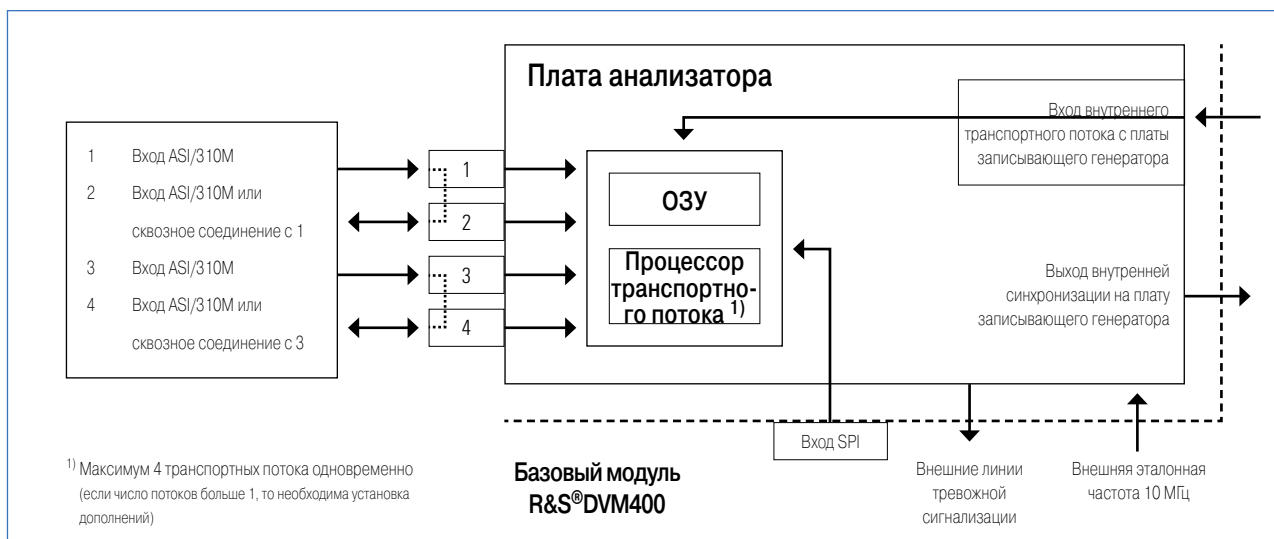 Плата анализатора
1 Вход ASI/310M
2 Вход ASI/310M или
сквозное соединение с 1
3 Вход ASI/310M
4 Вход ASI/310M или
сквозное соединение с 3
1
2
3
4
ОЗУ
Процессор
транспортно-
го потока 1)
Вход внутреннего
транспортного потока с платы
записывающего генератора
Выход внутренней
синхронизации на плату
записывающего генератора
Вход SPI
1) Максимум 4 транспортных потока одновременно
(если число потоков больше 1, то необходима установка
дополнений)
Базовый модуль
R&S®DVM400
Внешние линии
тревожной
сигнализации
Внешняя эталонная
частота 10 МГц